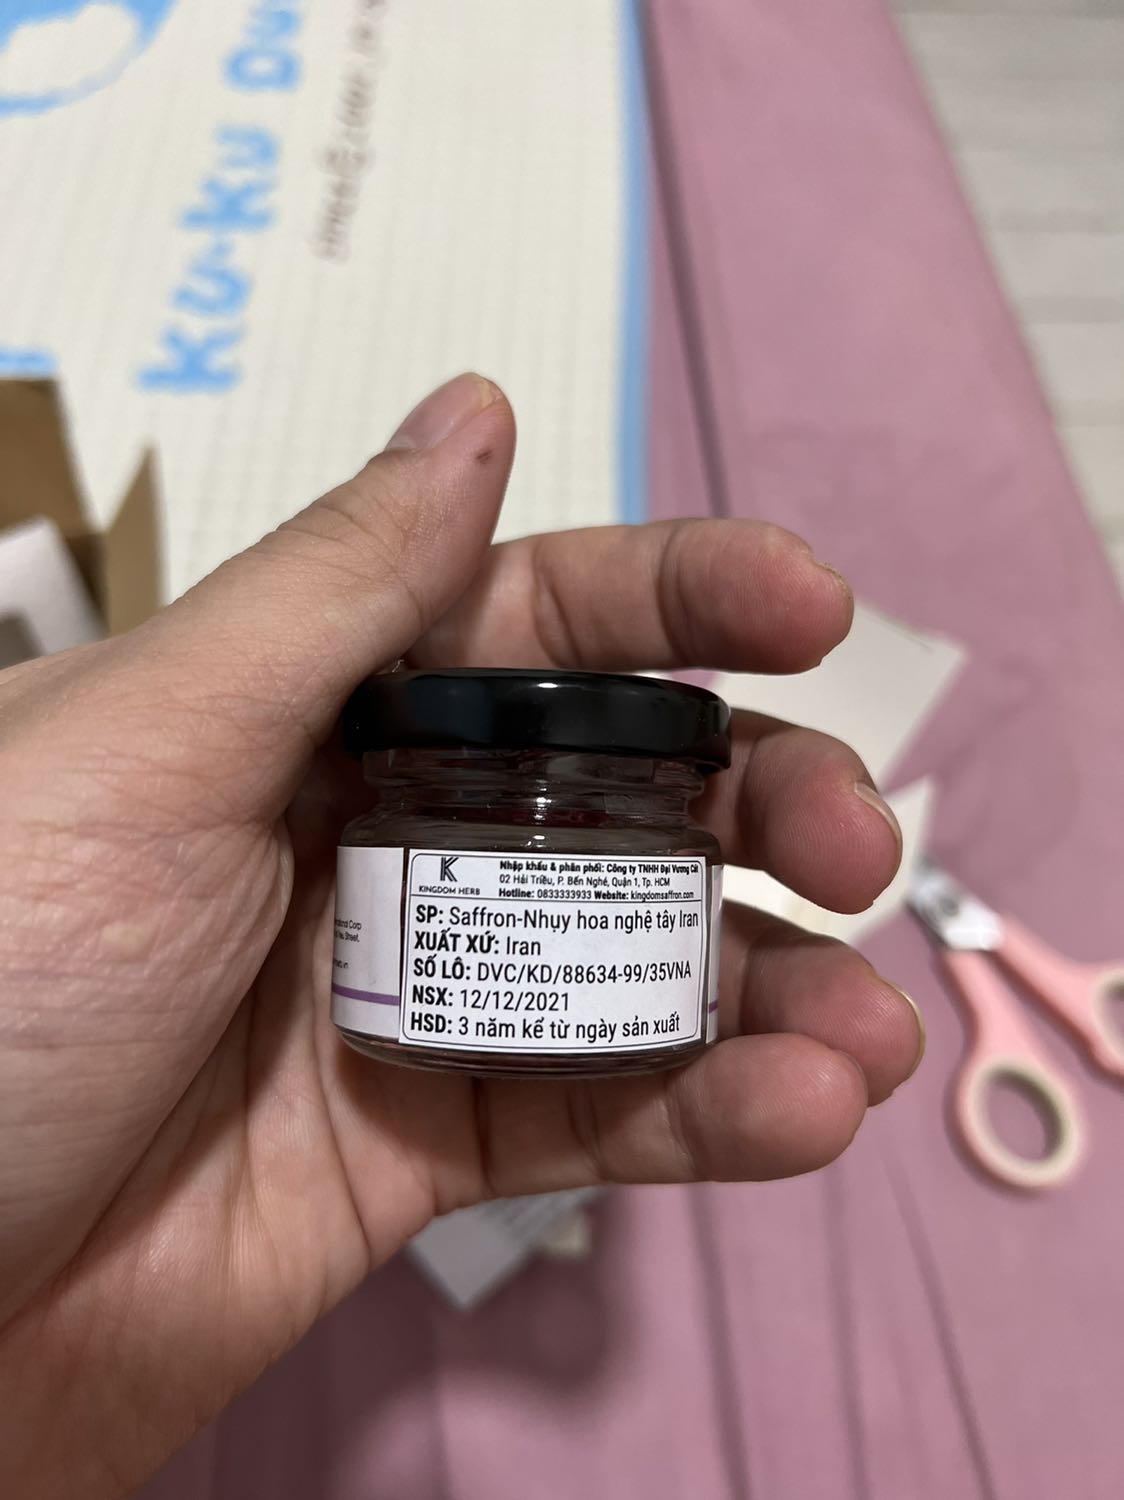 Ku·Ku Du
K
KINGDOM HERB
Nhập khẩu & phân phối: Công ty TNHH Đại Vương Cát
02 Hải Triều, P. Bến Nghé, Quận 1, Tp. HCM
Hotline: 0833333933 Website: kingdomsaffron.com
SP: Saffron-Nhụy hoa nghệ tây Iran
XUẤT XỨ: Iran
SỐ LÔ: DVC/KD/88634-99/35VNA
NSX: 12/12/2021
HSD: 3 năm kể từ ngày sản xuất
Corp
Street,